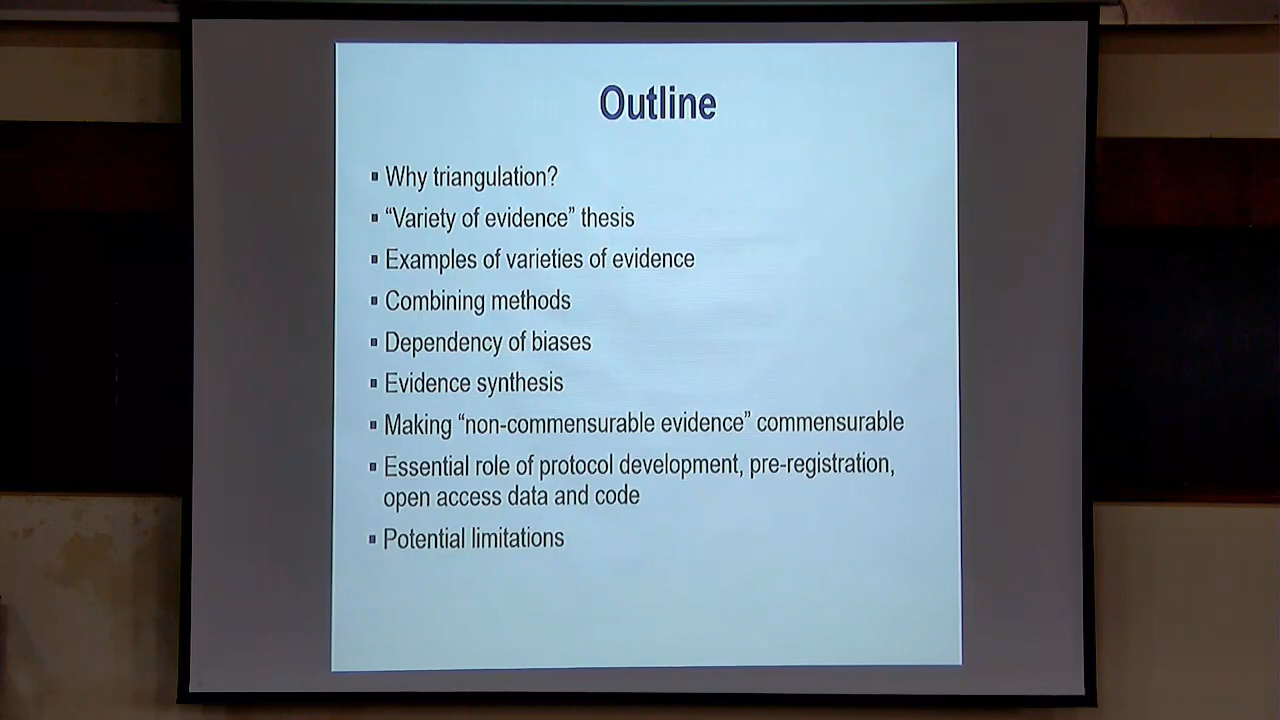 Outline
▪ Why triangulation?
▪ “Variety of evidence” thesis
▪ Examples of varieties of evidence
▪ Combining methods
▪ Dependency of biases
▪ Evidence synthesis
▪ Making “non-commensurable evidence” commensurable
▪ Essential role of protocol development, pre-registration,
open access data and code
▪ Potential limitations